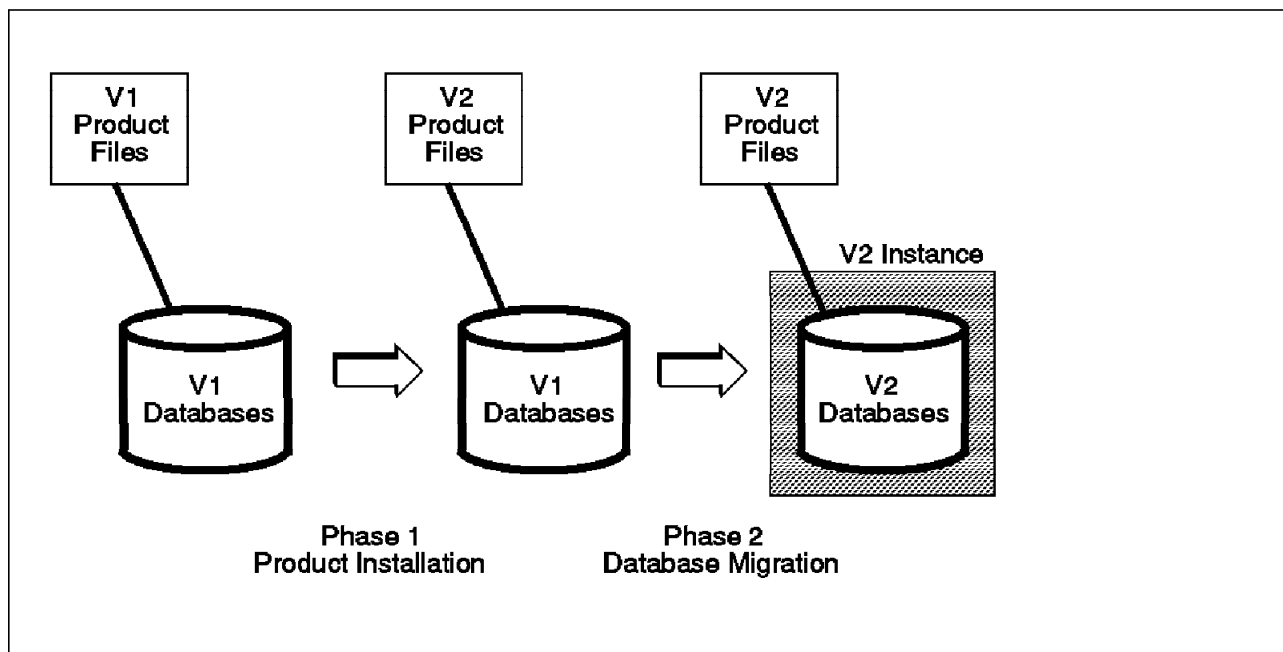 V1
Product
Files
V2
Product
Files
V2
Product
Files
V2 Instance
V1
Databases
V1
Databases
V2
Databases
Phase 1
Product Installation
Phase 2
Database Migration